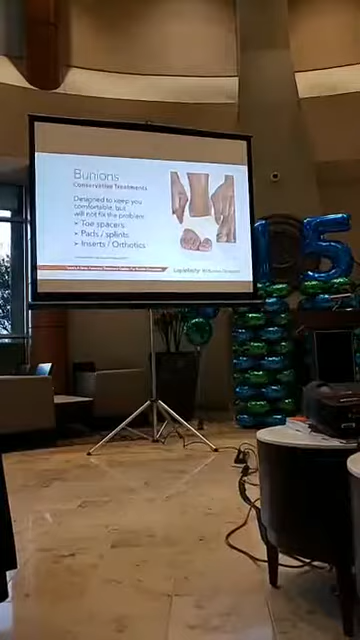 Bunions
Conservative Treatments
Designed to keep you
comfortable, but
will not fix the problem
• Toe spacers
• Pads / splints
• Inserts / Orthotics
5